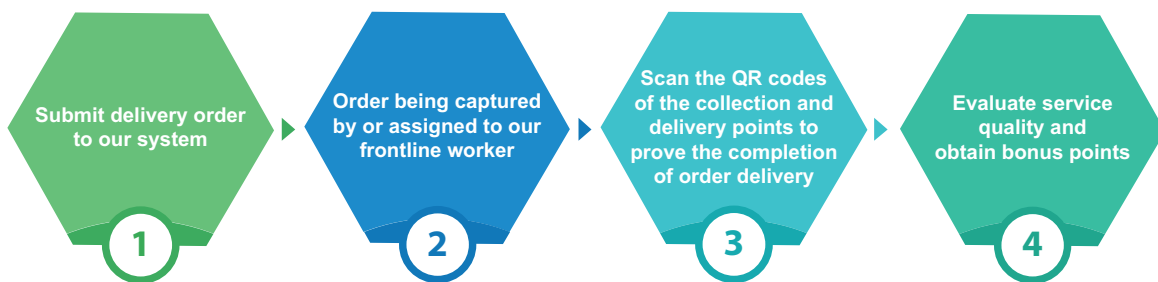 Submit delivery order
to our system
1
Order being captured
by or assigned to our
frontline worker
2
Scan the QR codes
of the collection and
delivery points to
prove the completion
of order delivery
3
Evaluate service
quality and
obtain bonus points
4